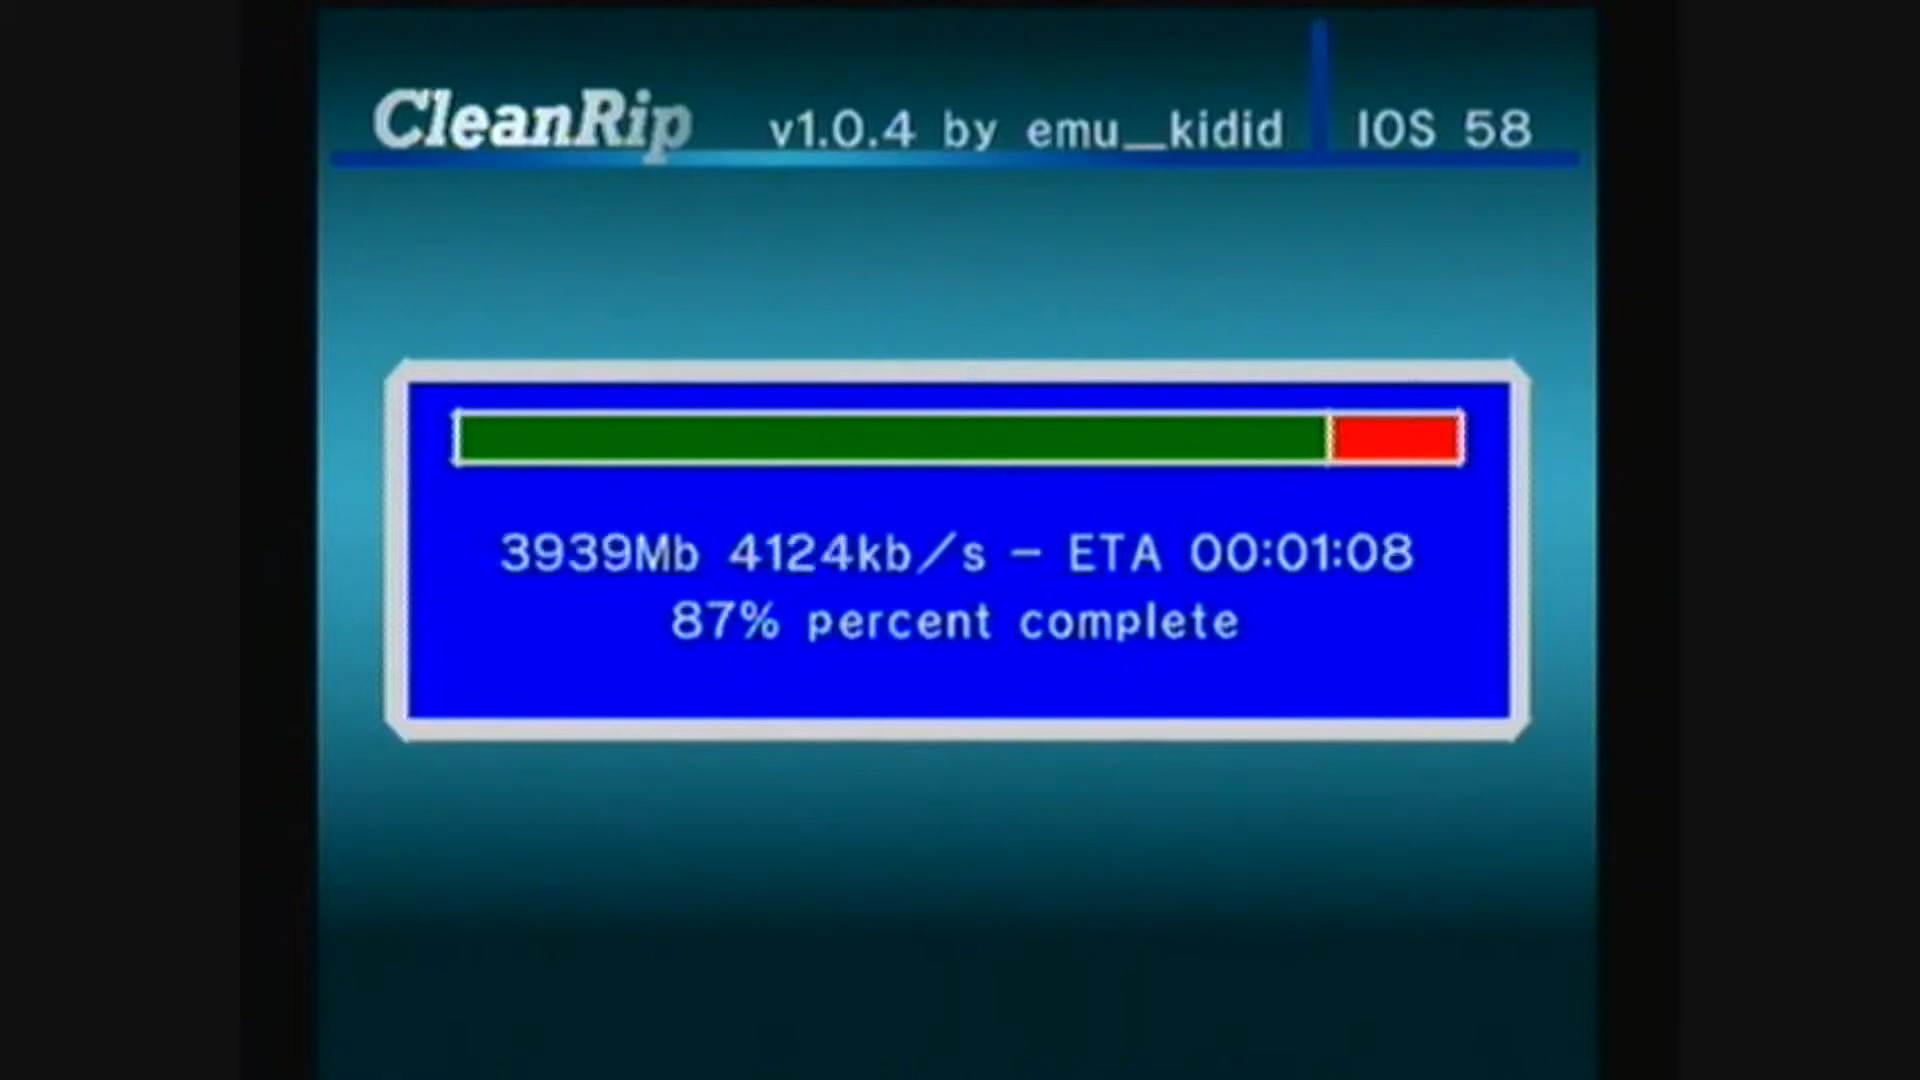 CleanRip v1.0.4 by emu_kidid IOS 58
3939Mb 4124kb/s - ETA 00:01:08
87% percent complete